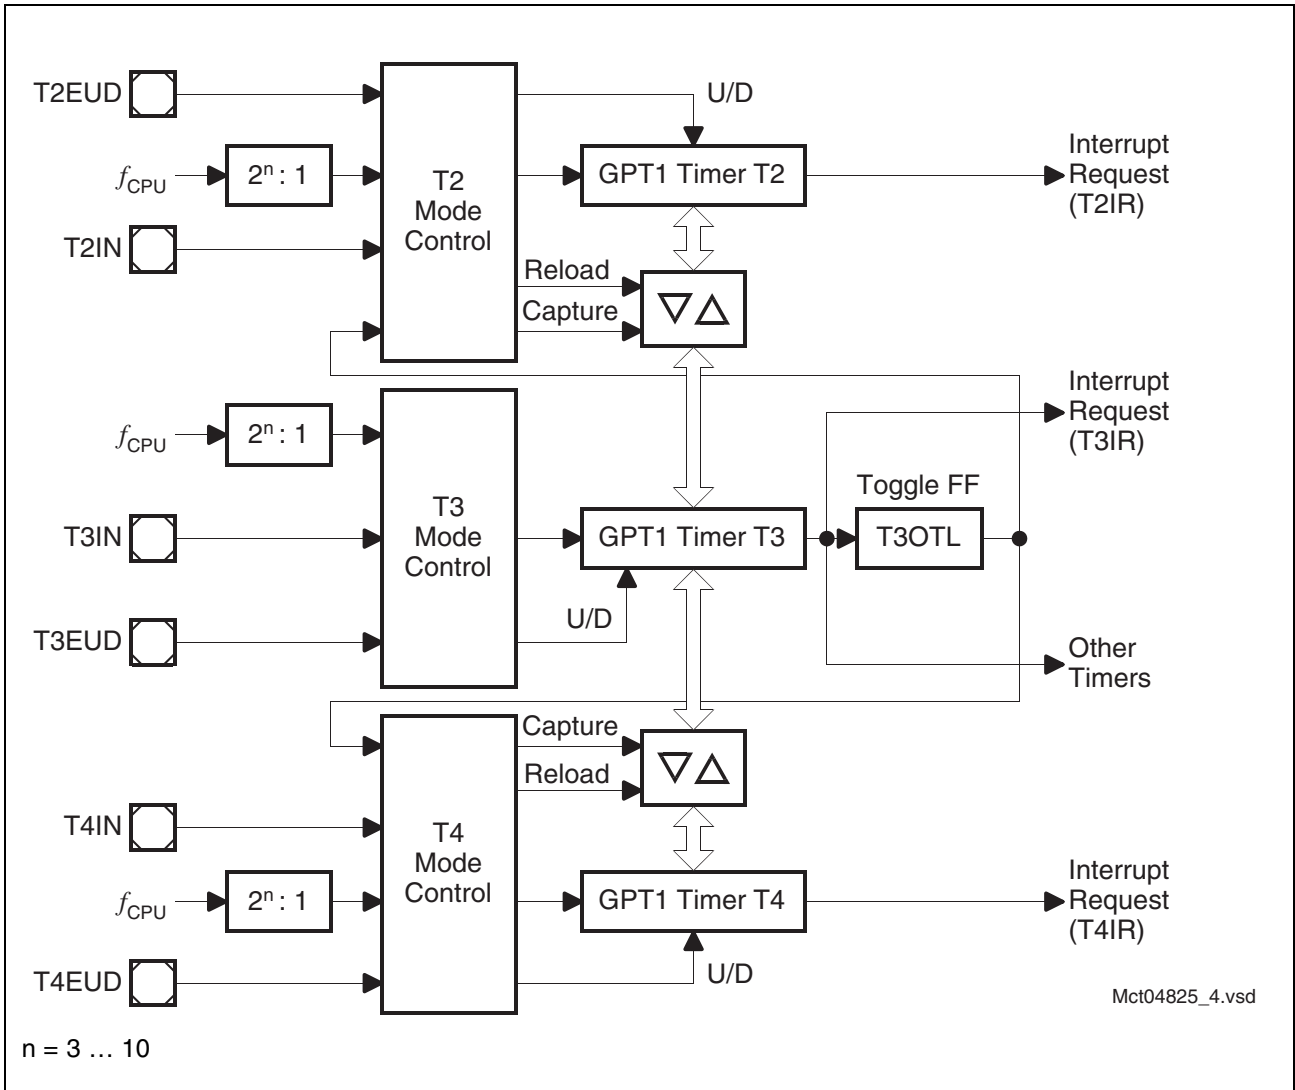 T2EUD
U/D
Interrupt
Request
(T2IR)
fCPU
2ⁿ : 1
T2
Mode
Control
GPT1 Timer T2
T2IN
Reload
Capture
Interrupt
Request
(T3IR)
fCPU
2ⁿ : 1
T3
Mode
Control
Toggle FF
T3IN
GPT1 Timer T3
T3OTL
T3EUD
U/D
Other
Timers
Capture
Reload
T4IN
T4
Mode
Control
Interrupt
Request
(T4IR)
fCPU
2ⁿ : 1
GPT1 Timer T4
T4EUD
U/D
Mct04825_4.vsd
n = 3 … 10